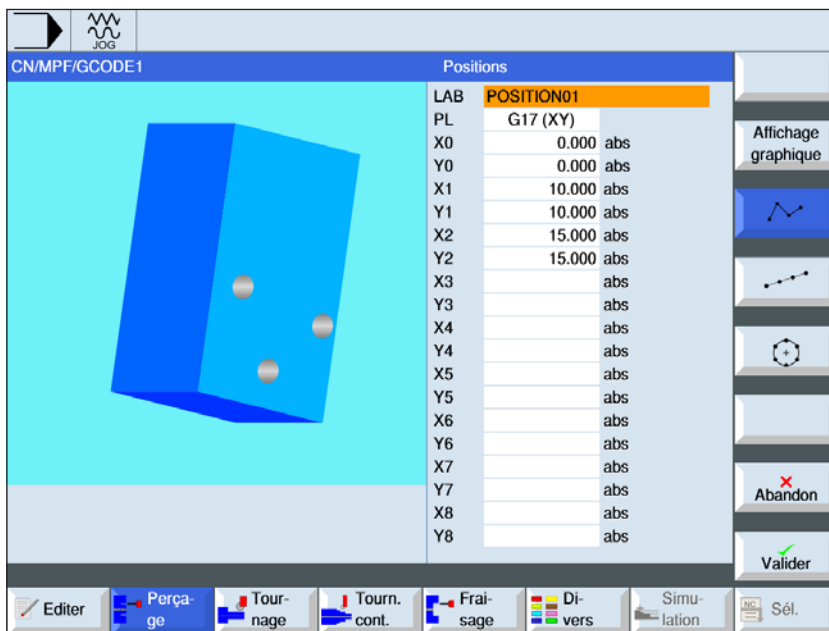 JOG
CN/MPF/GCODE1
Positions
LAB POSITION01
PL G17 (XY)
X0 0.000 abs
Y0 0.000 abs
X1 10.000 abs
Y1 10.000 abs
X2 15.000 abs
Y2 15.000 abs
X3 abs
Y3 abs
X4 abs
Y4 abs
X5 abs
Y5 abs
X6 abs
Y6 abs
X7 abs
Y7 abs
X8 abs
Y8 abs
Affichage
graphique
Abandon
Valider
Editer
Perça-
ge
Tour-
nage
Tourn.
cont.
Frai-
sage
Di-
vers
Simu-
lation
NC
Sél.